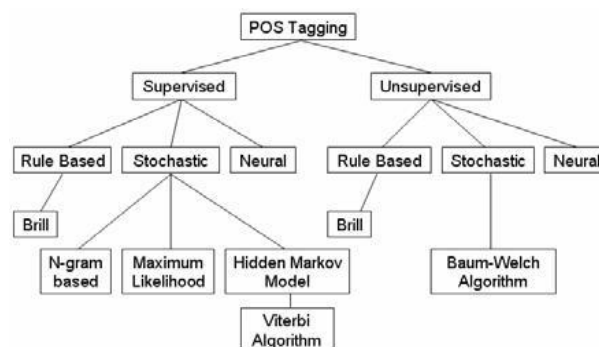 POS Tagging
Supervised
Unsupervised
Rule Based
Stochastic
Neural
Rule Based
Stochastic
Neural
Brill
Brill
N-gram
based
Maximum
Likelihood
Hidden Markov
Model
Baum-Welch
Algorithm
Viterbi
Algorithm